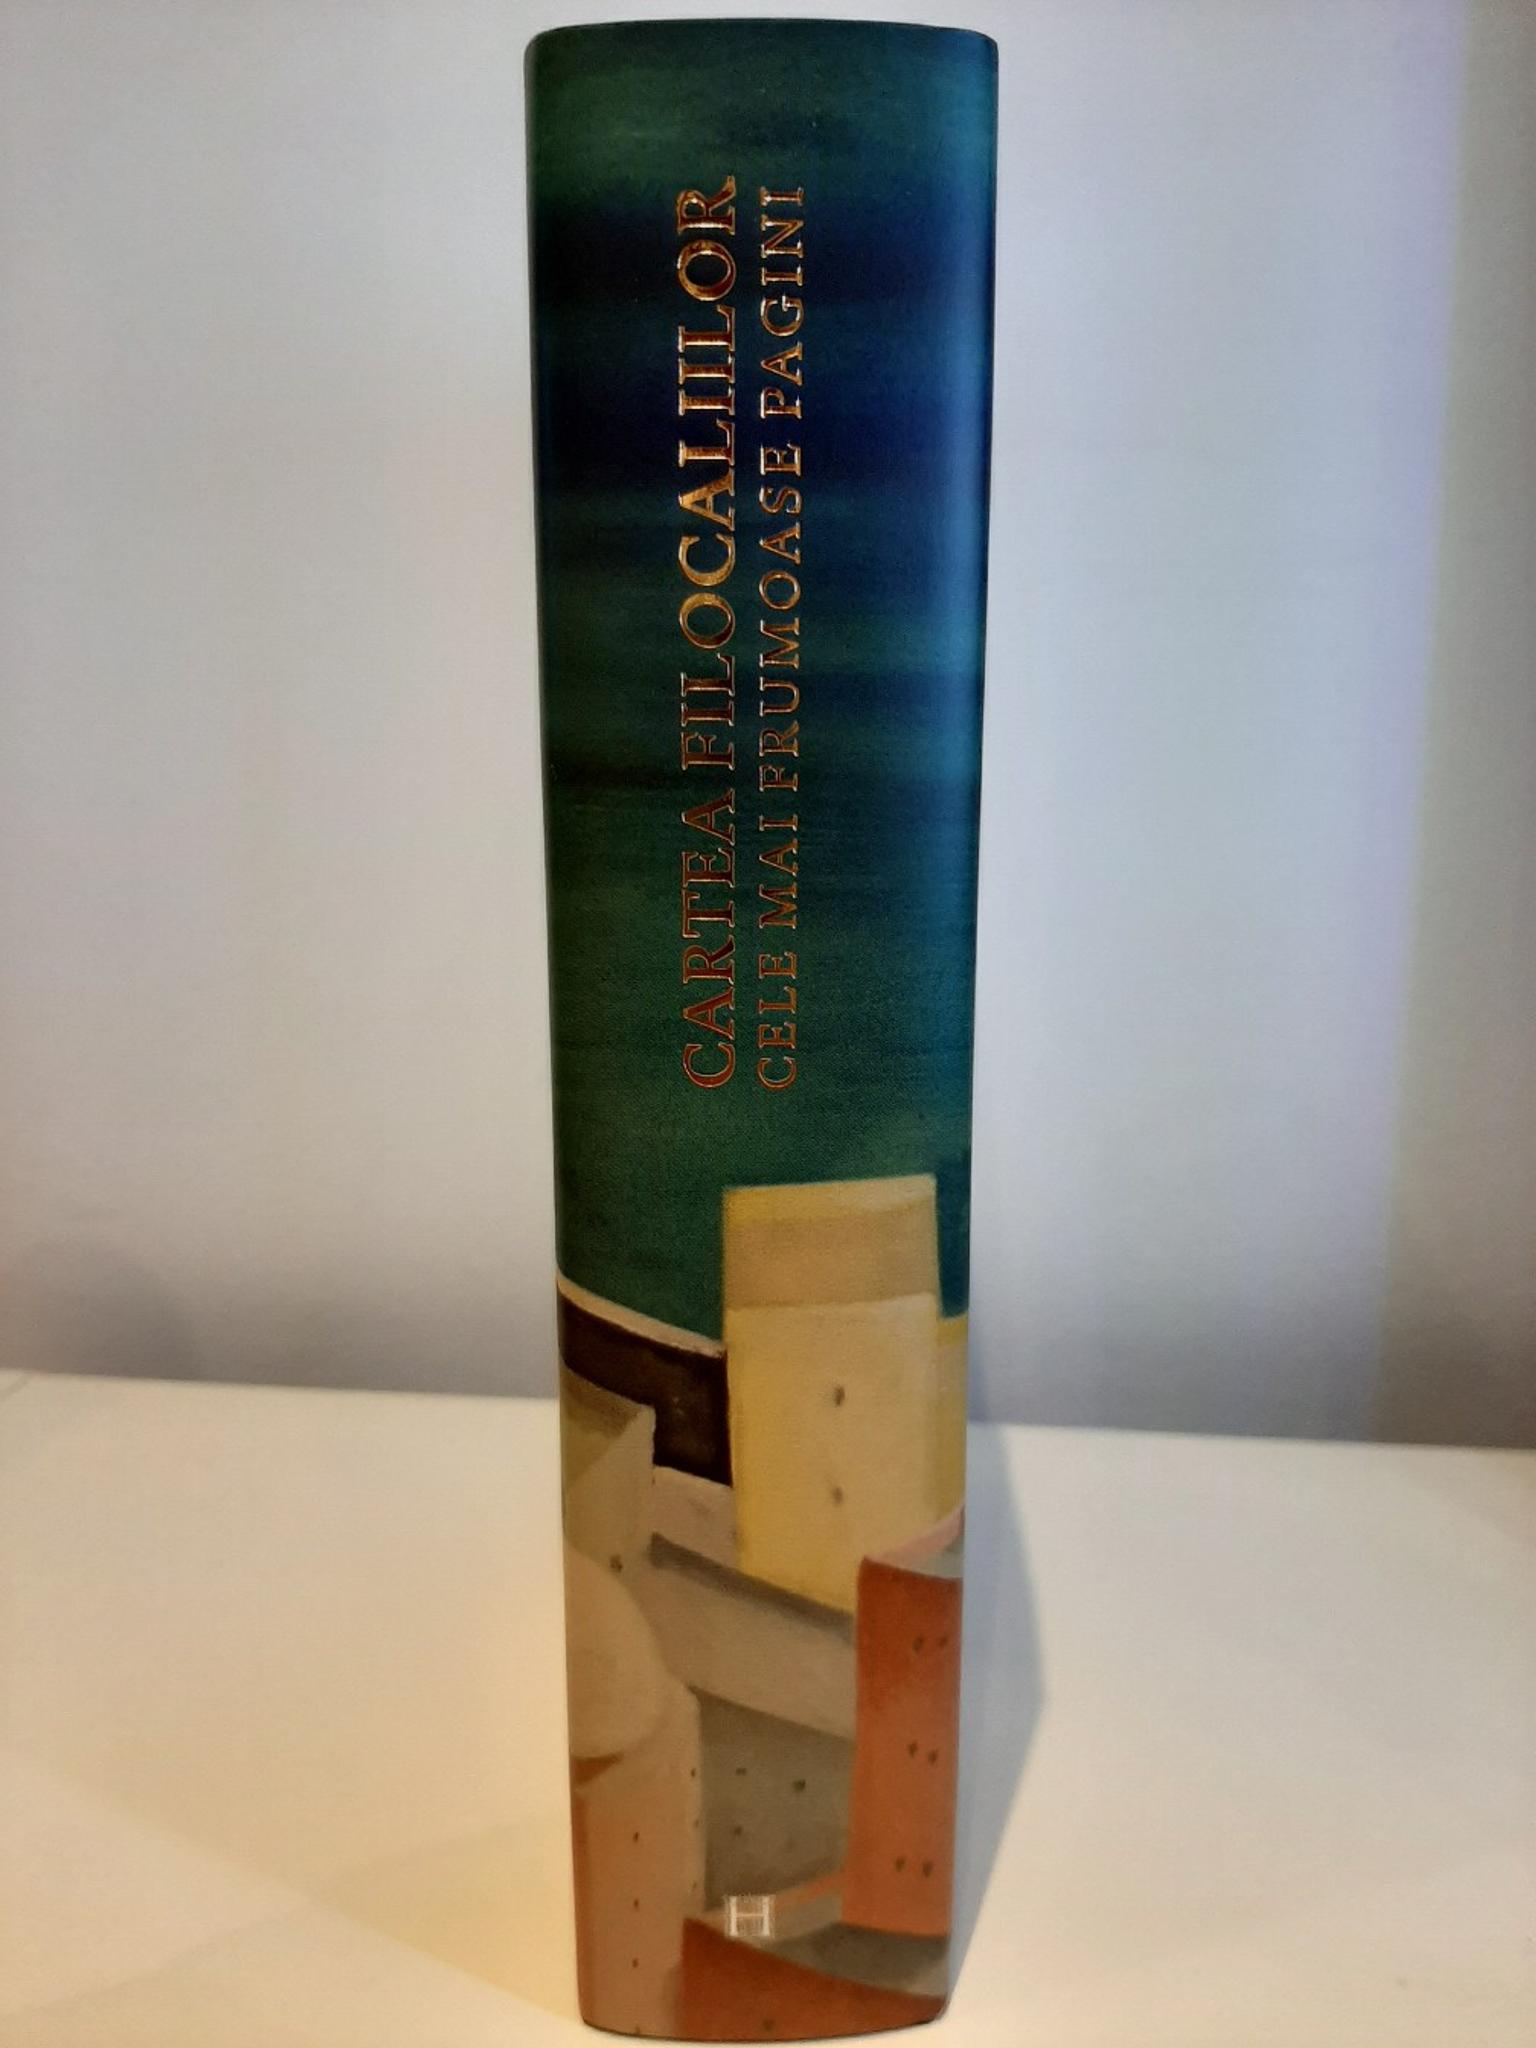 CARTEA FILOCALIILOR
CELE MAI FRUMOASE PAGINI
H